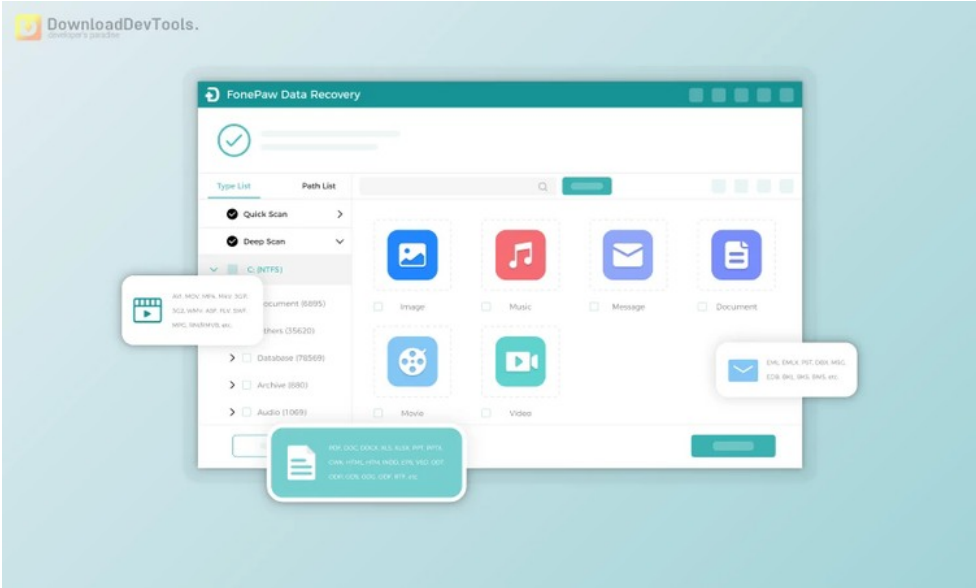 DownloadDevTools.
developer's paradise
FonePaw Data Recovery
Type List
Path List
Quick Scan
Deep Scan
C: (NTFS)
ocument (6895)
thers (35620)
Database (78569)
Archive (680)
Audio (1069)
Image
Music
Message
Document
Movie
Video
AVI, MOV, MP4, M4V, 3GP,
3G2, WMV, ASF, FLV, SWF,
MPG, RM/RMVB, etc.
EML, EMLX, PST, DBX, MSG,
EDB, BKL, BKS, BMS, etc.
PDF, DOC, DOCX, XLS, XLSX, PPT, PPTX,
CWK, HTML, HTM, INDD, EPS, VSD, ODT,
ODP, ODS, ODG, ODF, RTF, etc.